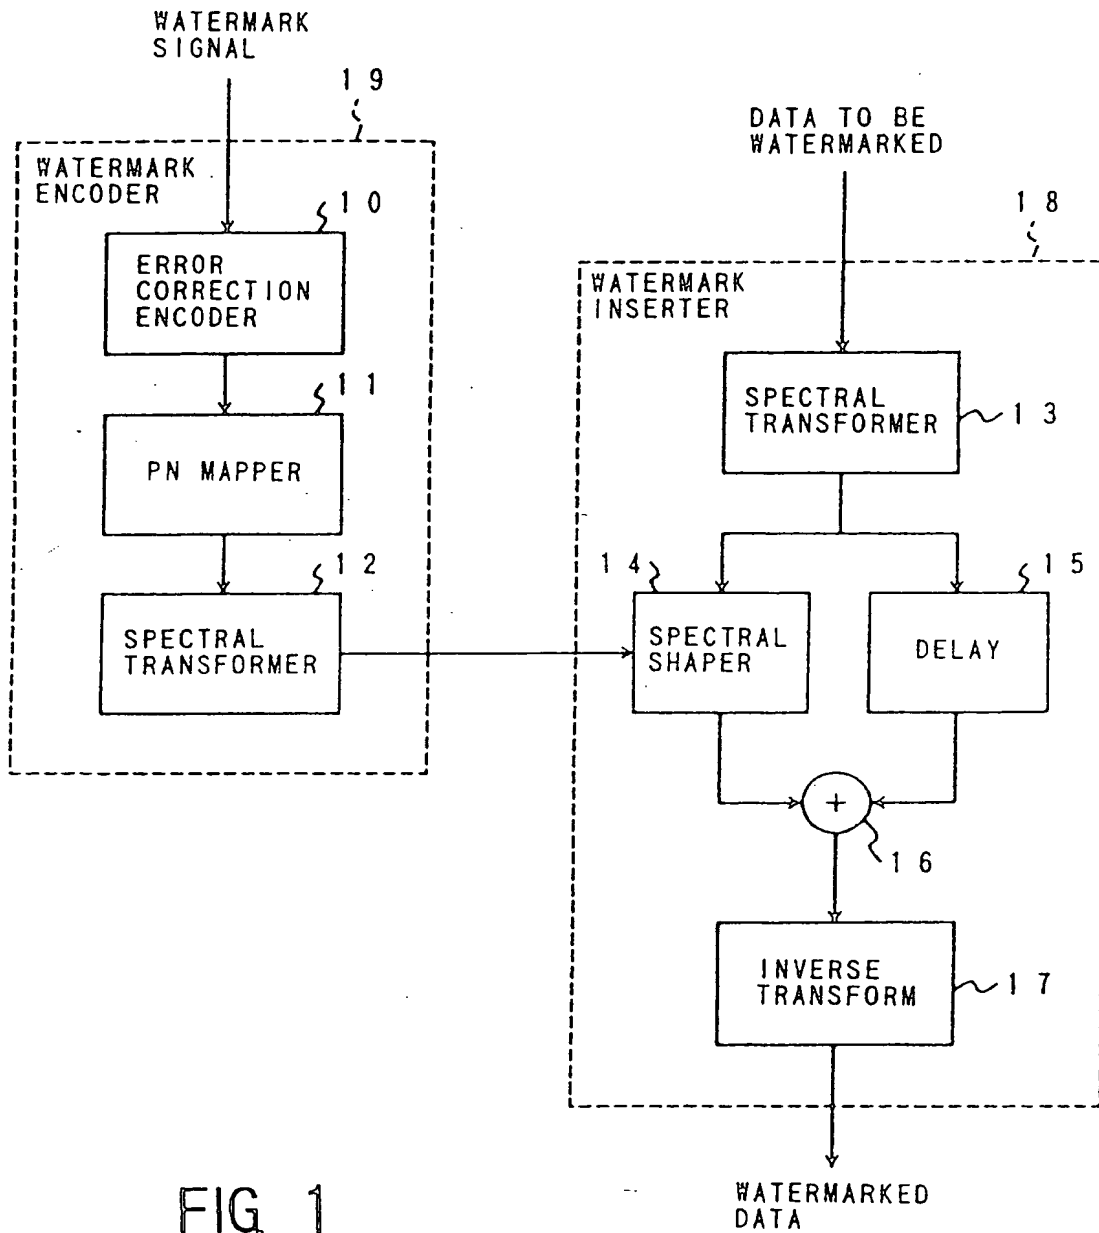 WATERMARK
SIGNAL
19
WATERMARK
ENCODER
10
ERROR
CORRECTION
ENCODER
11
PN MAPPER
12
SPECTRAL
TRANSFORMER
DATA TO BE
WATERMARKED
18
WATERMARK
INSERTER
SPECTRAL
TRANSFORMER
13
14
SPECTRAL
SHAPER
15
DELAY
+
16
INVERSE
TRANSFORM
17
WATERMARKED
DATA
FIG. 1